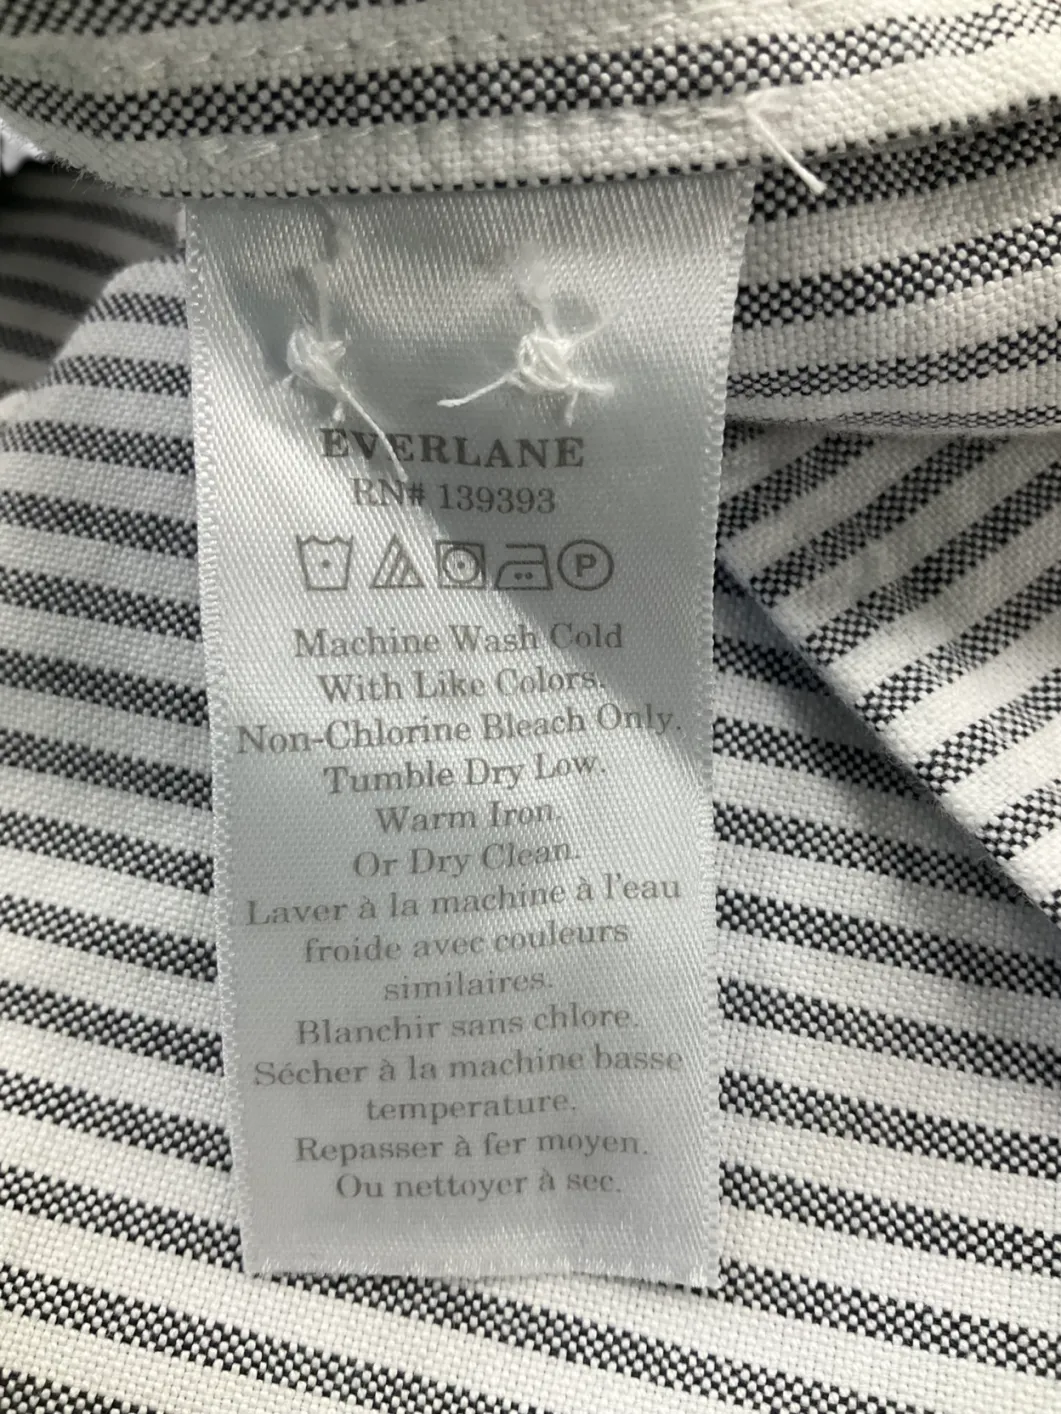 EVERLANE
RN# 139393
P
Machine Wash Cold
With Like Colors.
Non-Chlorine Bleach Only.
Tumble Dry Low.
Warm Iron.
Or Dry Clean.
Laver à la machine à l'eau
froide avec couleurs
similaires.
Blanchir sans chlore.
Sécher à la machine basse
temperature.
Repasser à fer moyen.
Ou nettoyer à sec.